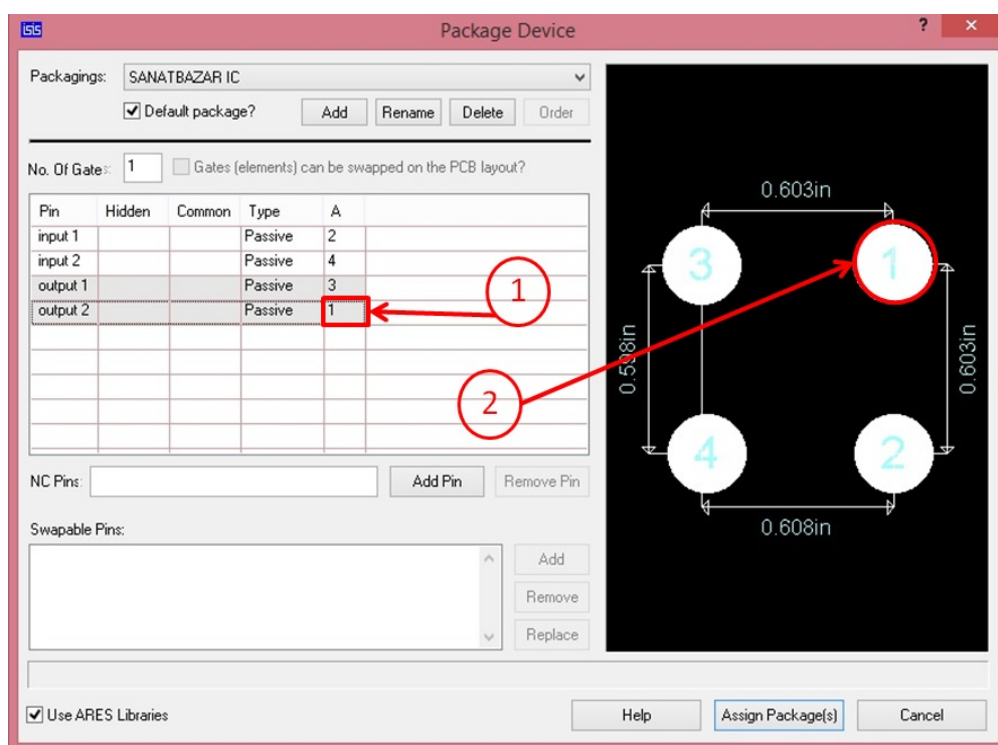 isis Package Device ? ×
Packagings: SANATBAZAR IC
Default package? Add Rename Delete Order
No. Of Gates: 1 Gates (elements) can be swapped on the PCB layout?
Pin Hidden Common Type A
input 1 Passive 2
input 2 Passive 4
output 1 Passive 3
output 2 Passive 1
1
2
NC Pins: Add Pin Remove Pin
Swapable Pins:
Add
Remove
Replace
0.603in
3 1
0.598in 0.603in
4 2
0.608in
Use ARES Libraries Help Assign Package(s) Cancel